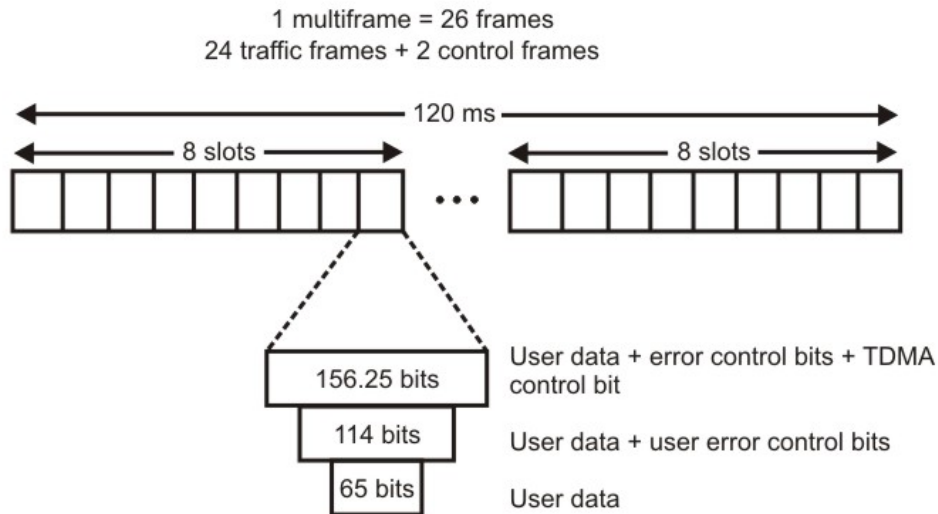 1 multiframe = 26 frames
24 traffic frames + 2 control frames
120 ms
8 slots
8 slots
156.25 bits
User data + error control bits + TDMA
control bit
114 bits
User data + user error control bits
65 bits
User data